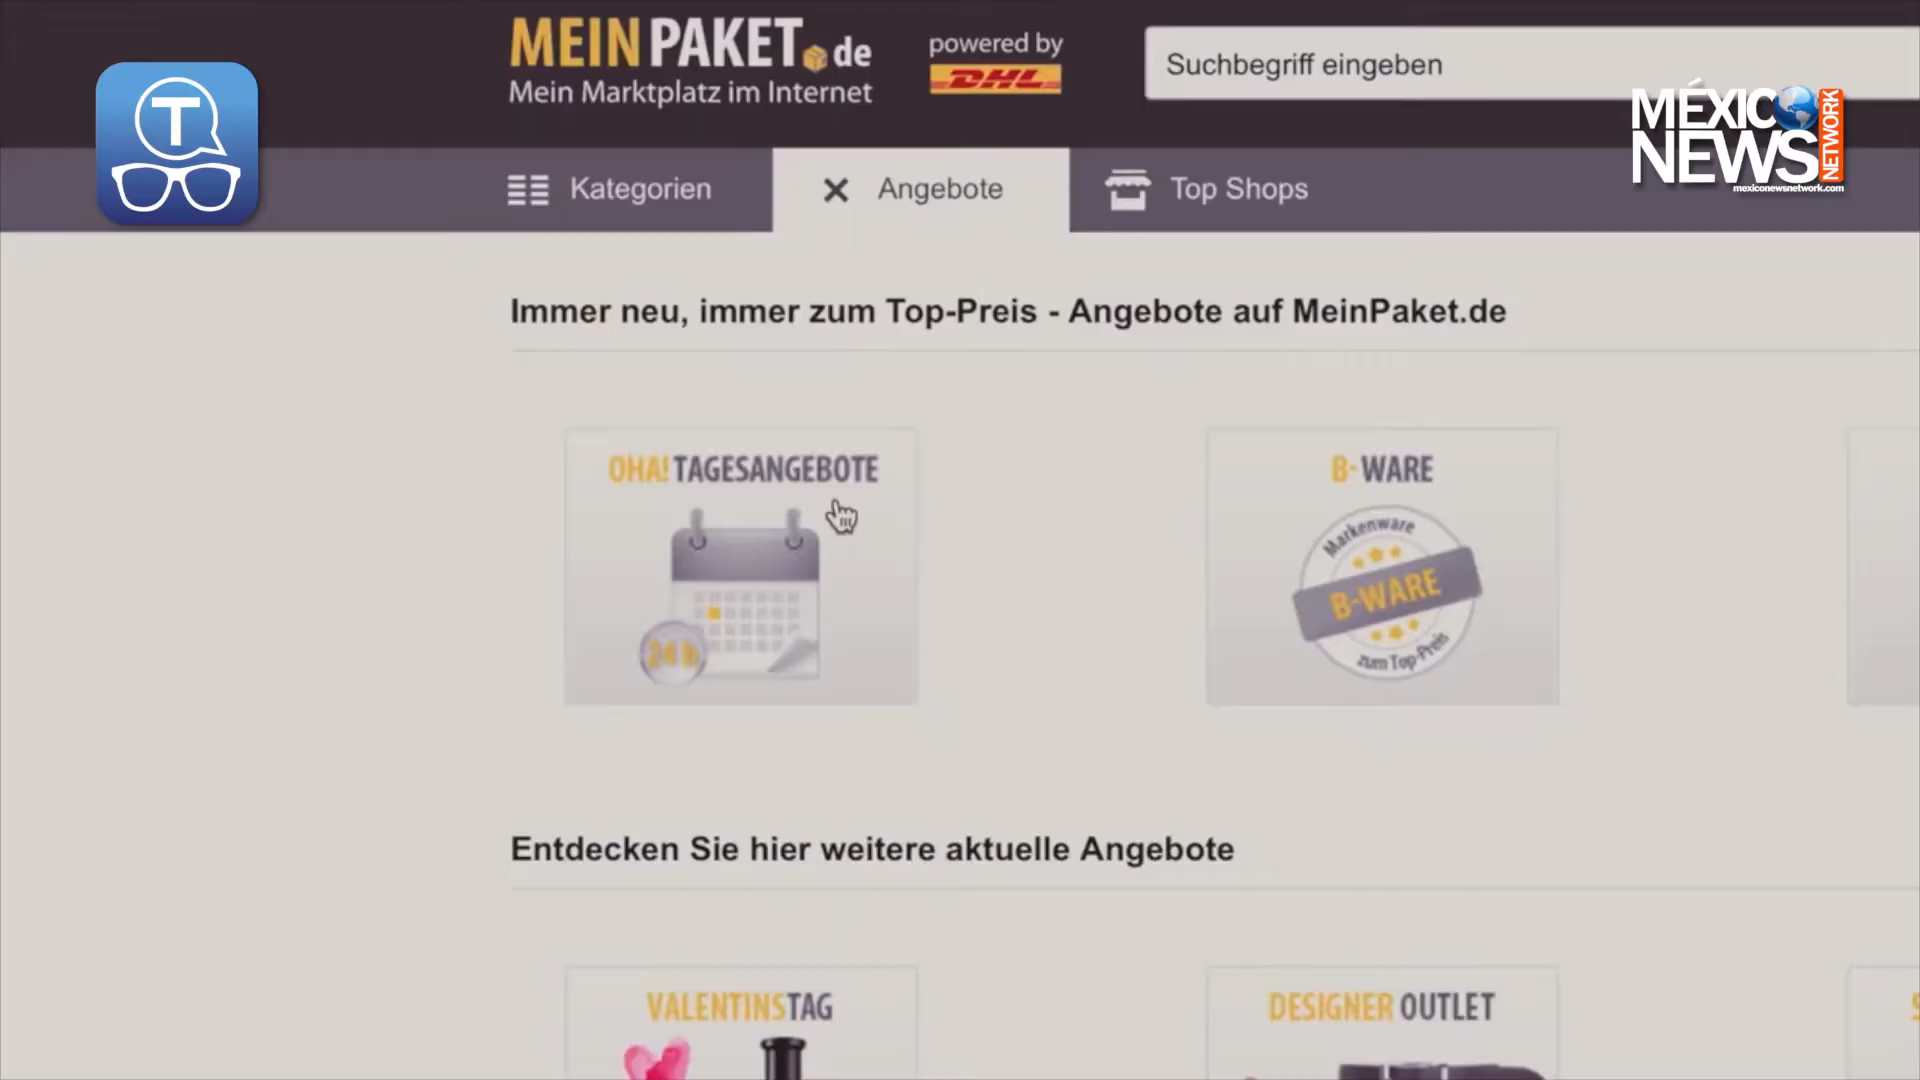 MEINPAKET.de
Mein Marktplatz im Internet
powered by
DHL
Suchbegriff eingeben
T
MÉXICO
NEWS
NETWORK
mexiconewsnetwork.com
Kategorien
Angebote
Top Shops
Immer neu, immer zum Top-Preis - Angebote auf MeinPaket.de
OHA! TAGESANGEBOTE
24 h
B-WARE
Markenware
B-WARE
zum Top-Preis
Entdecken Sie hier weitere aktuelle Angebote
VALENTINSTAG
DESIGNER OUTLET